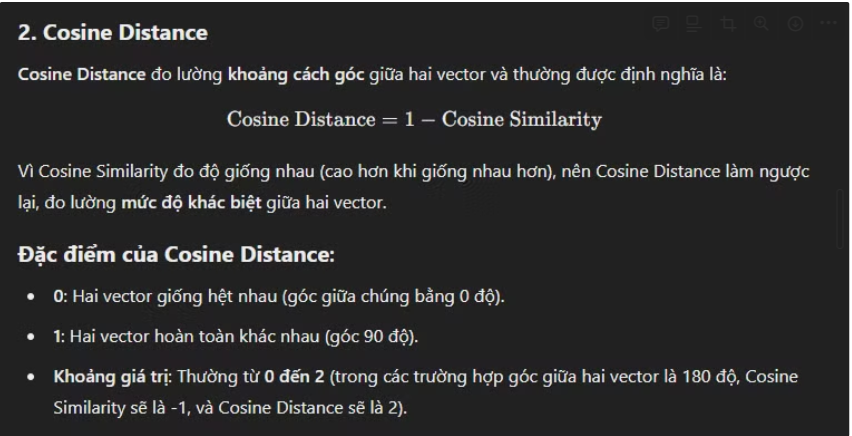 2. Cosine Distance
Cosine Distance đo lường khoảng cách góc giữa hai vector và thường được định nghĩa là:
Cosine Distance = 1 − Cosine Similarity
Vì Cosine Similarity đo độ giống nhau (cao hơn khi giống nhau hơn), nên Cosine Distance làm ngược
lại, đo lường mức độ khác biệt giữa hai vector.
Đặc điểm của Cosine Distance:
• 0: Hai vector giống hệt nhau (góc giữa chúng bằng 0 độ).
• 1: Hai vector hoàn toàn khác nhau (góc 90 độ).
• Khoảng giá trị: Thường từ 0 đến 2 (trong các trường hợp góc giữa hai vector là 180 độ, Cosine
Similarity sẽ là -1, và Cosine Distance sẽ là 2).